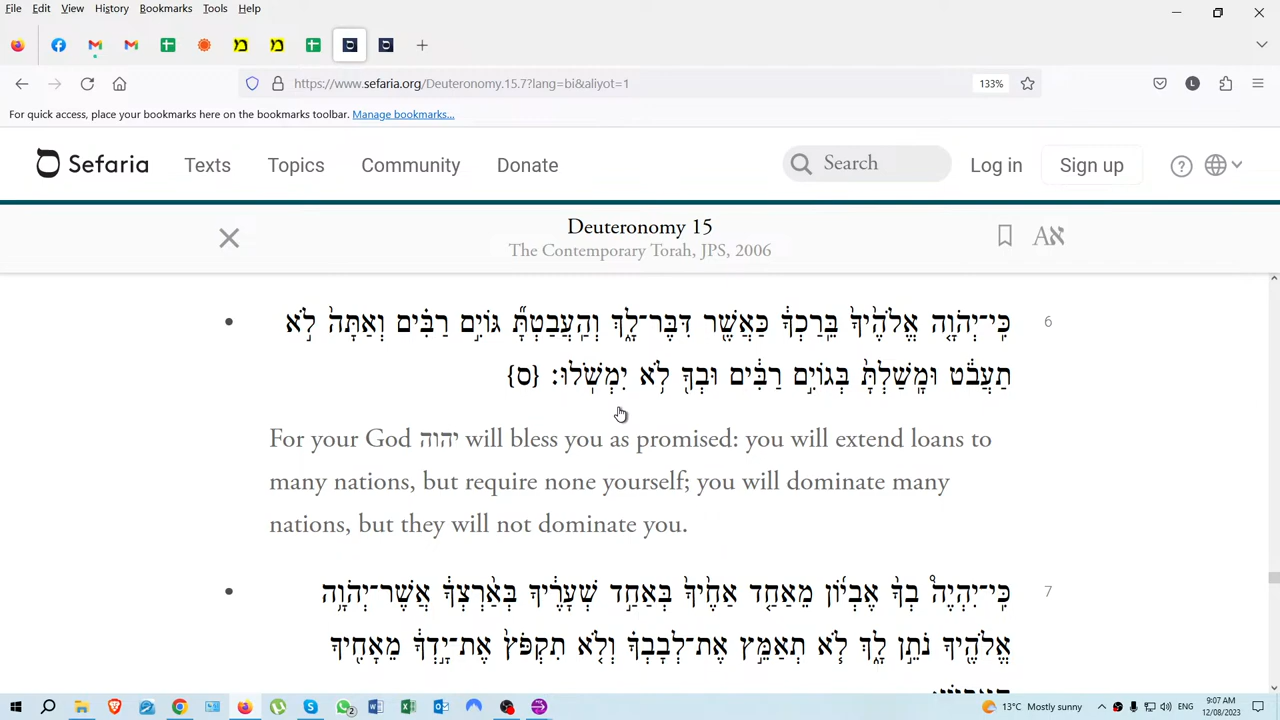 File Edit View History Bookmarks Tools Help
https://www.sefaria.org/Deuteronomy.15.7?lang=bi&aliyot=1
133%
For quick access, place your bookmarks here on the bookmarks toolbar. Manage bookmarks...
Sefaria Texts Topics Community Donate Search Log in Sign up
Deuteronomy 15
The Contemporary Torah, JPS, 2006
6
כִּֽי־יְהֹוָ֤ה אֱלֹהֶ֙יךָ֙ בֵּֽרַכְךָ֔ כַּאֲשֶׁ֖ר דִּבֶּר־לָ֑ךְ וְהַֽעֲבַטְתָּ֞ גּוֹיִ֣ם רַבִּ֗ים וְאַתָּה֙ לֹ֣א
תַעֲבֹ֔ט וּמָֽשַׁלְתָּ֙ בְּגוֹיִ֣ם רַבִּ֔ים וּבְךָ֖ לֹ֥א יִמְשֹֽׁלוּ׃ {ס}
For your God יהוה will bless you as promised: you will extend loans to
many nations, but require none yourself; you will dominate many
nations, but they will not dominate you.
7
כִּֽי־יִהְיֶה֩ בְךָ֨ אֶבְי֜וֹן מֵאַחַ֤ד אַחֶ֙יךָ֙ בְּאַחַ֣ד שְׁעָרֶ֔יךָ בְּאַ֨רְצְךָ֔ אֲשֶׁר־יְהֹוָ֥ה
אֱלֹהֶ֖יךָ נֹתֵ֣ן לָ֑ךְ לֹ֧א תְאַמֵּ֣ץ אֶת־לְבָבְךָ֗ וְלֹ֤א תִקְפֹּץ֙ אֶת־יָ֣דְךָ֔ מֵאָחִ֖יךָ
13°C Mostly sunny
9:07 AM
12/08/2023